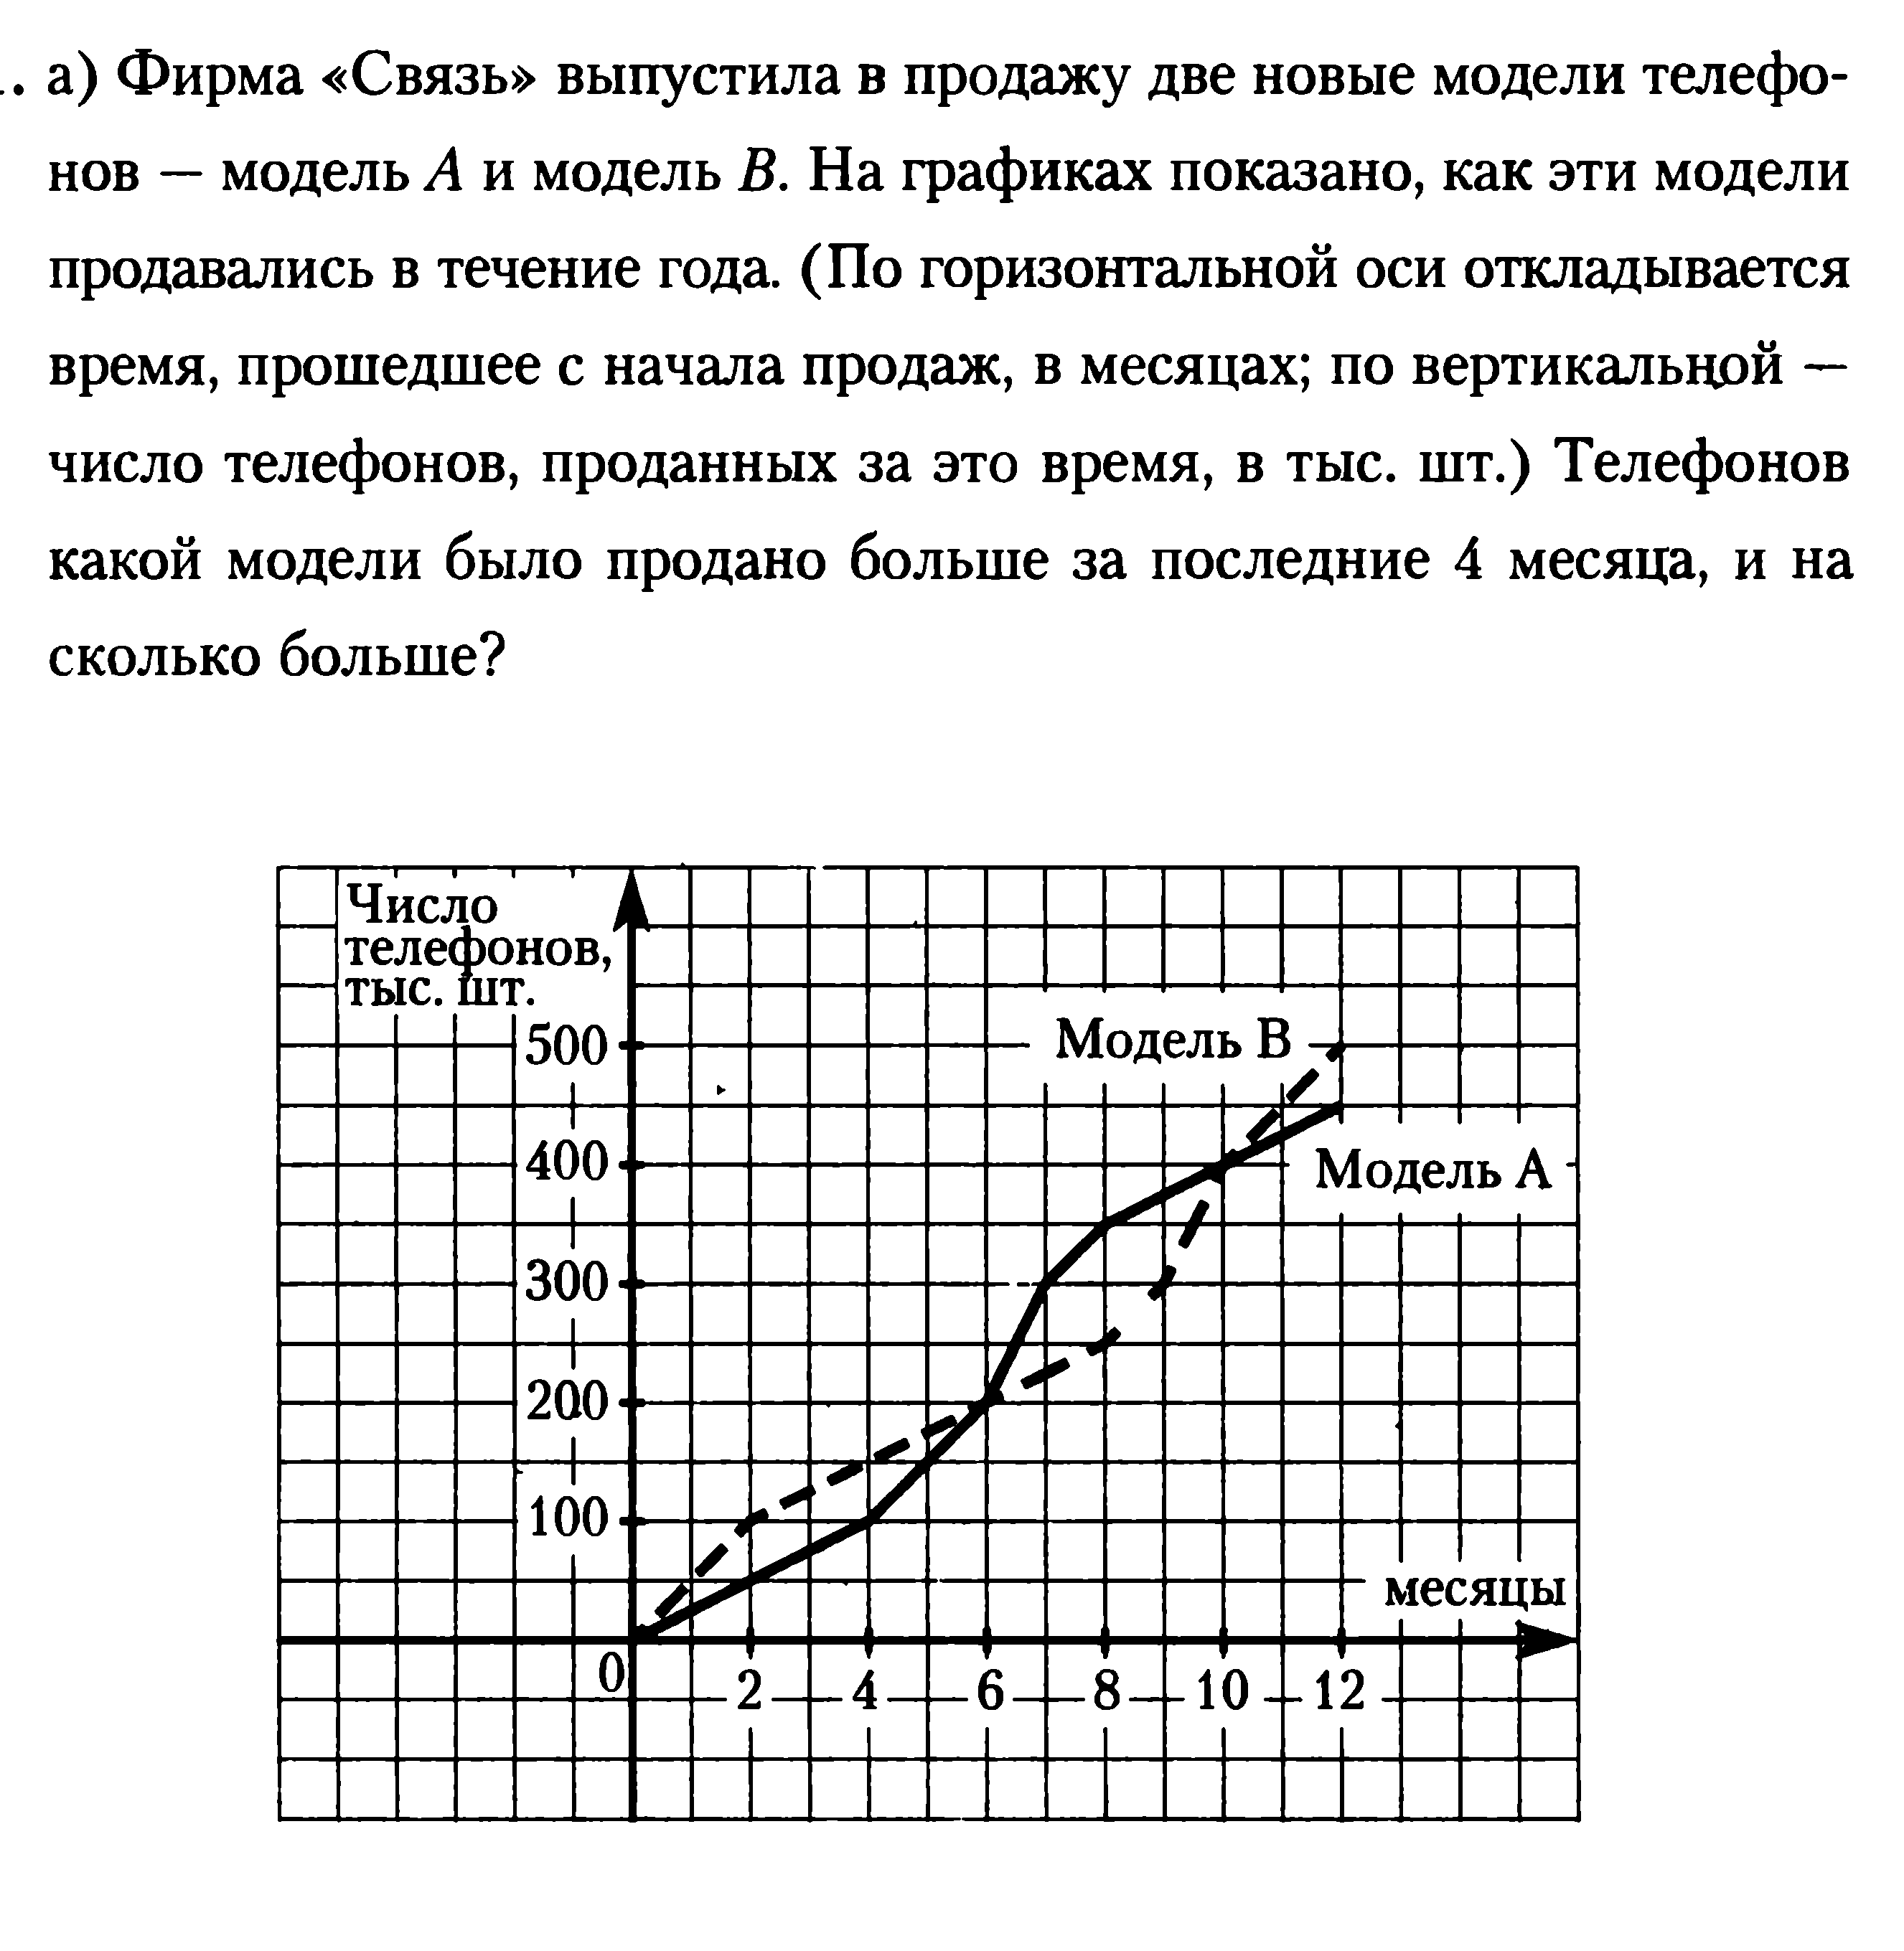 . а) Фирма «Связь» выпустила в продажу две новые модели телефо-
нов — модель A и модель B. На графиках показано, как эти модели
продавались в течение года. (По горизонтальной оси откладывается
время, прошедшее с начала продаж, в месяцах; по вертикальной —
число телефонов, проданных за это время, в тыс. шт.) Телефонов
какой модели было продано больше за последние 4 месяца, и на
сколько больше?
Число
телефонов,
тыс. шт.
500
Модель B
400
Модель A
300
200
100
месяцы
0
2 4 6 8 10 12